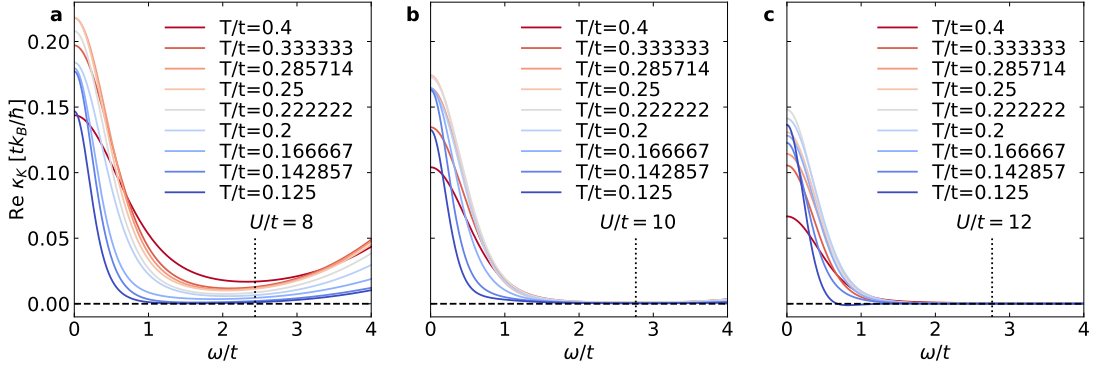 a
Re κ_K [tk_B/ħ]
0.20
0.15
0.10
0.05
0.00
T/t=0.4
T/t=0.333333
T/t=0.285714
T/t=0.25
T/t=0.222222
T/t=0.2
T/t=0.166667
T/t=0.142857
T/t=0.125
U/t = 8
0 1 2 3 4
ω/t
b
T/t=0.4
T/t=0.333333
T/t=0.285714
T/t=0.25
T/t=0.222222
T/t=0.2
T/t=0.166667
T/t=0.142857
T/t=0.125
U/t = 10
0 1 2 3 4
ω/t
c
T/t=0.4
T/t=0.333333
T/t=0.285714
T/t=0.25
T/t=0.222222
T/t=0.2
T/t=0.166667
T/t=0.142857
T/t=0.125
U/t = 12
0 1 2 3 4
ω/t